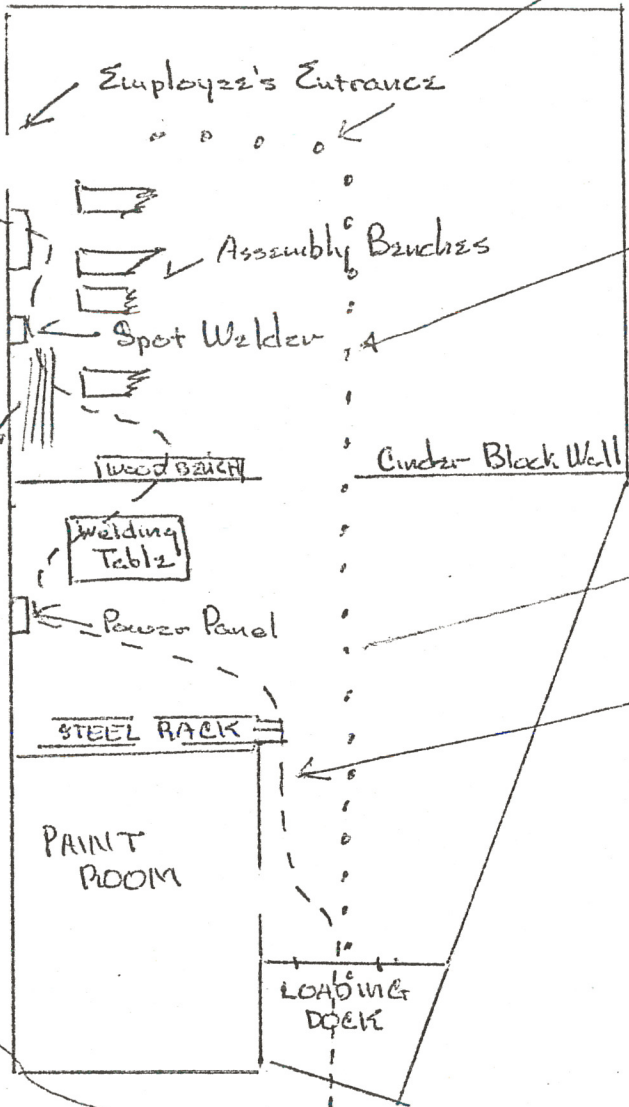 Employee's Entrance
Assembly Benches
Spot Welder
WOOD BENCH
Cinder Block Wall
Welding
Table
Power Panel
STEEL RACK
PAINT
ROOM
LOADING
DOCK